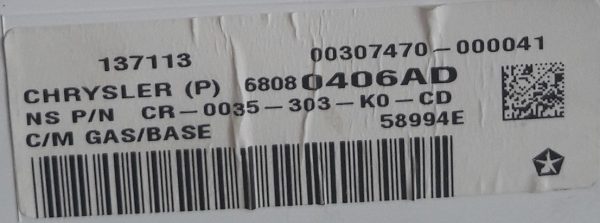 137113 00307470-000041
CHRYSLER (P) 68080406AD
NS P/N CR-0035-303-K0-CD
C/M GAS/BASE 58994E